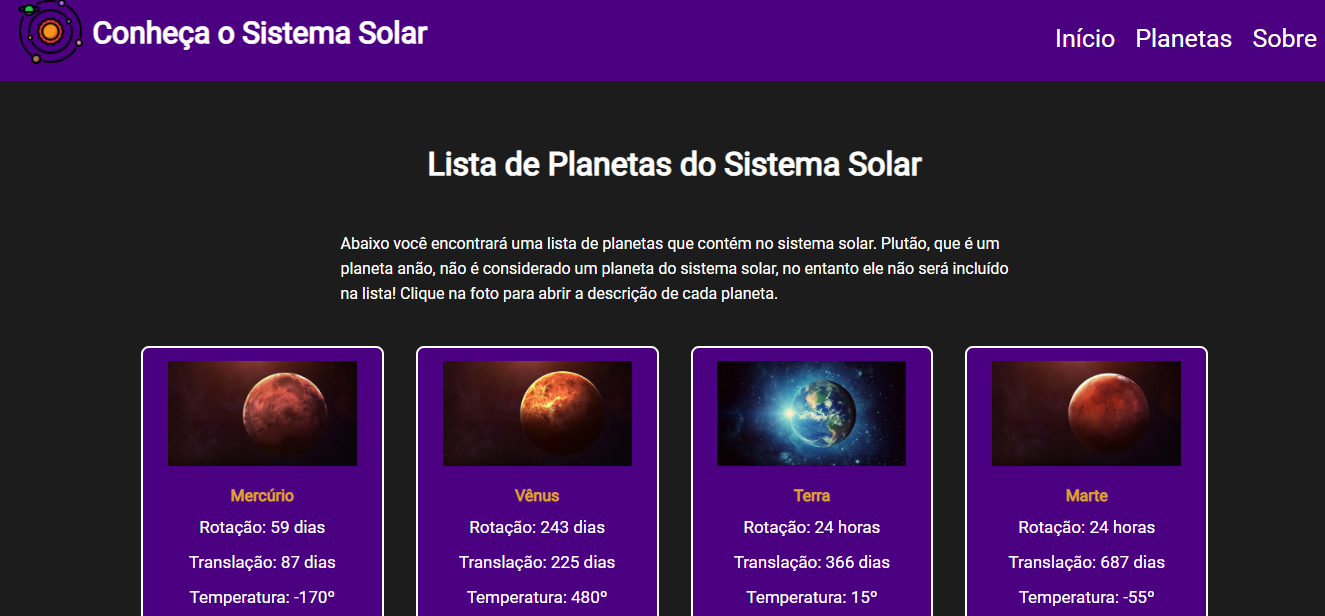 Conheça o Sistema Solar
Início Planetas Sobre
Lista de Planetas do Sistema Solar
Abaixo você encontrará uma lista de planetas que contém no sistema solar. Plutão, que é um
planeta anão, não é considerado um planeta do sistema solar, no entanto ele não será incluído
na lista! Clique na foto para abrir a descrição de cada planeta.
Mercúrio
Rotação: 59 dias
Translação: 87 dias
Temperatura: -170º
Vênus
Rotação: 243 dias
Translação: 225 dias
Temperatura: 480º
Terra
Rotação: 24 horas
Translação: 366 dias
Temperatura: 15º
Marte
Rotação: 24 horas
Translação: 687 dias
Temperatura: -55º